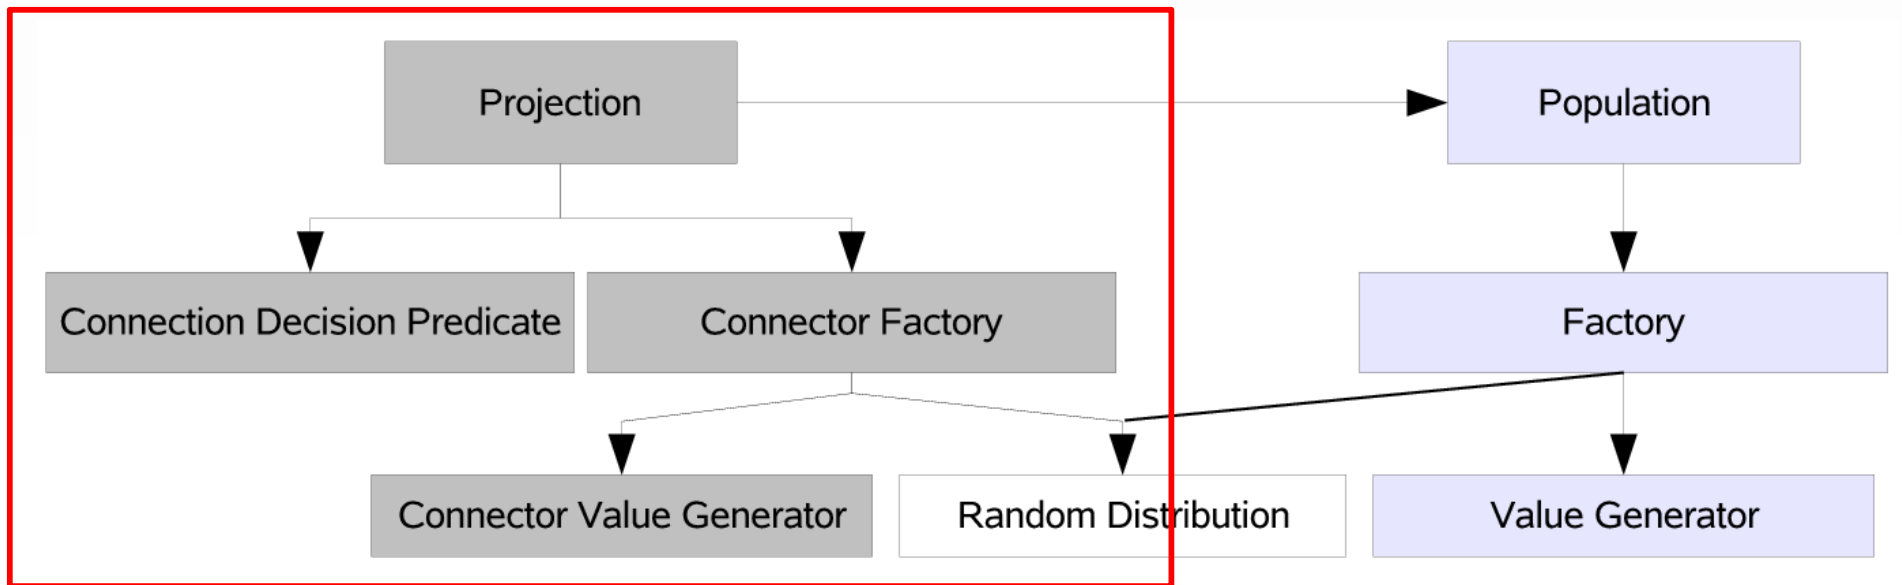 Projection
Population
Connection Decision Predicate
Connector Factory
Factory
Connector Value Generator
Random Distribution
Value Generator